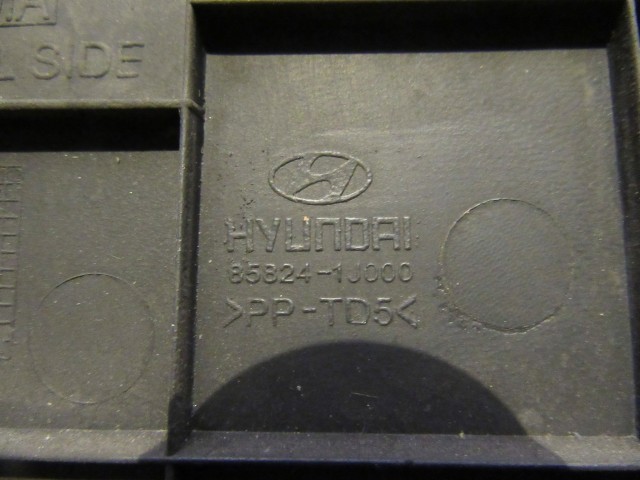 SIDE
HYUNDAI
85824-1J000
>PP-TD5<